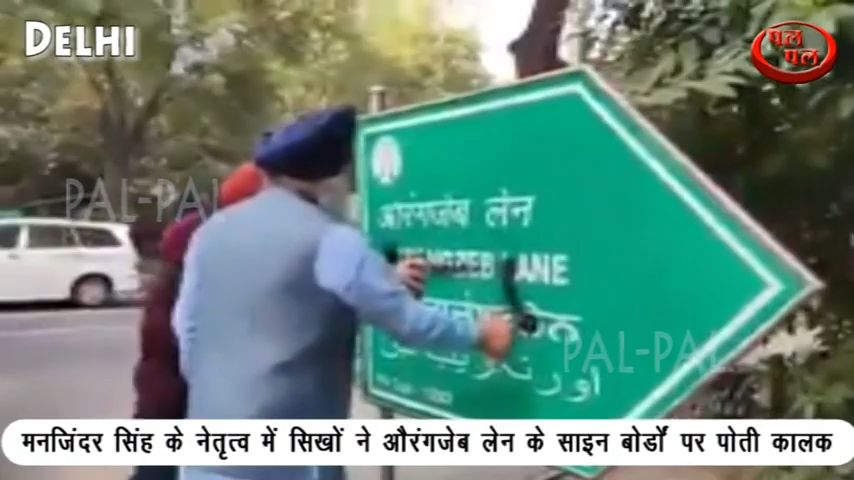 DELHI
पल
पल
PAL-PAL
औरंगजेब लेन
LANE
PAL-PAL
मनजिंदर सिंह के नेतृत्व में सिखों ने औरंगजेब लेन के साइन बोर्डों पर पोती कालक